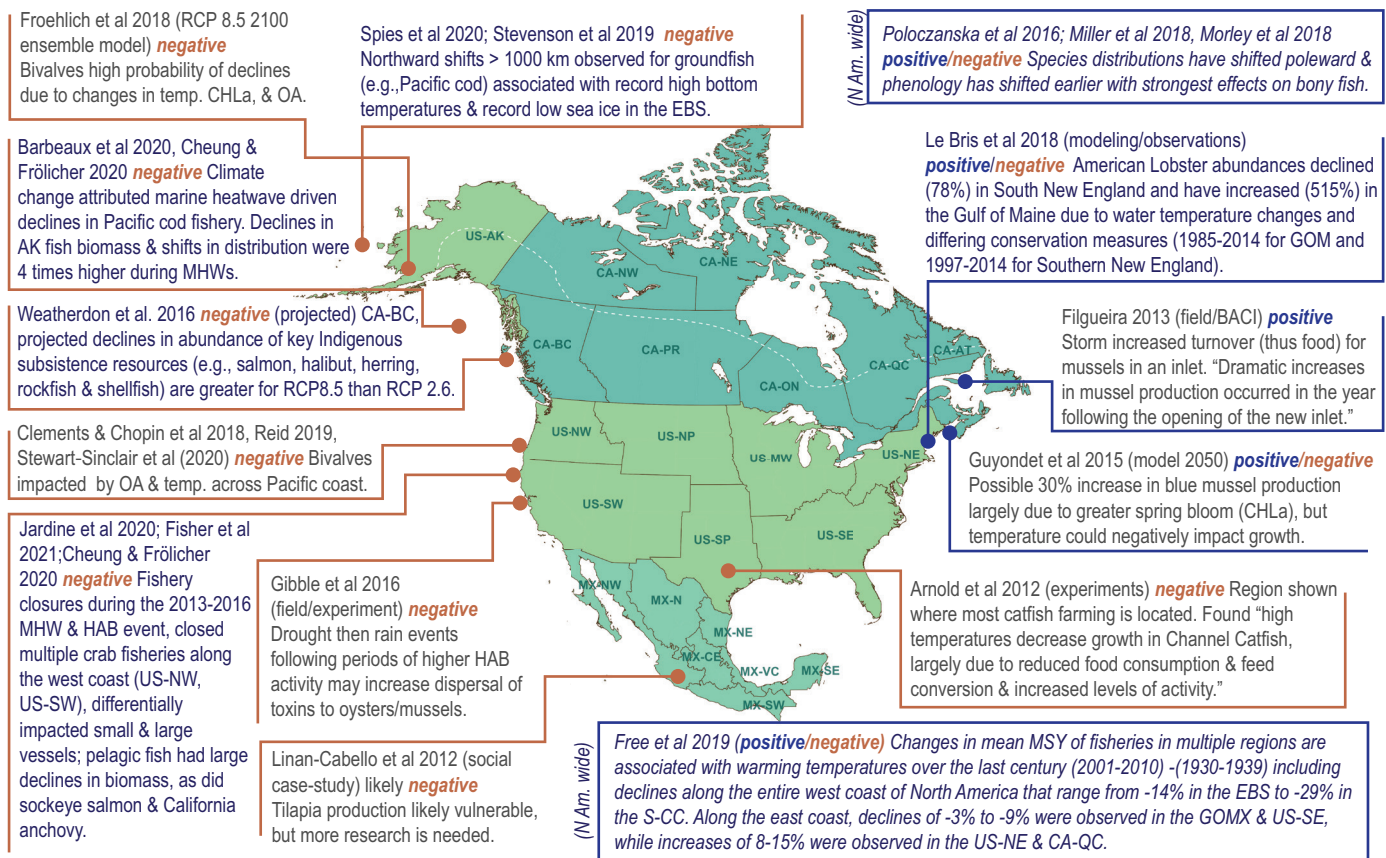 Froehlich et al 2018 (RCP 8.5 2100
ensemble model) negative
Bivalves high probability of declines
due to changes in temp. CHLa, & OA.
Spies et al 2020; Stevenson et al 2019 negative
Northward shifts > 1000 km observed for groundfish
(e.g.,Pacific cod) associated with record high bottom
temperatures & record low sea ice in the EBS.
(N Am. wide)
Poloczanska et al 2016; Miller et al 2018, Morley et al 2018
positive/negative Species distributions have shifted poleward &
phenology has shifted earlier with strongest effects on bony fish.
Barbeaux et al 2020, Cheung &
Frölicher 2020 negative Climate
change attributed marine heatwave driven
declines in Pacific cod fishery. Declines in
AK fish biomass & shifts in distribution were
4 times higher during MHWs.
Le Bris et al 2018 (modeling/observations)
positive/negative American Lobster abundances declined
(78%) in South New England and have increased (515%) in
the Gulf of Maine due to water temperature changes and
differing conservation measures (1985-2014 for GOM and
1997-2014 for Southern New England).
Weatherdon et al. 2016 negative (projected) CA-BC,
projected declines in abundance of key Indigenous
subsistence resources (e.g., salmon, halibut, herring,
rockfish & shellfish) are greater for RCP8.5 than RCP 2.6.
Filgueira 2013 (field/BACI) positive
Storm increased turnover (thus food) for
mussels in an inlet. “Dramatic increases
in mussel production occurred in the year
following the opening of the new inlet.”
Clements & Chopin et al 2018, Reid 2019,
Stewart-Sinclair et al (2020) negative Bivalves
impacted by OA & temp. across Pacific coast.
Guyondet et al 2015 (model 2050) positive/negative
Possible 30% increase in blue mussel production
largely due to greater spring bloom (CHLa), but
temperature could negatively impact growth.
Jardine et al 2020; Fisher et al
2021;Cheung & Frölicher
2020 negative Fishery
closures during the 2013-2016
MHW & HAB event, closed
multiple crab fisheries along
the west coast (US-NW,
US-SW), differentially
impacted small & large
vessels; pelagic fish had large
declines in biomass, as did
sockeye salmon & California
anchovy.
Gibble et al 2016
(field/experiment) negative
Drought then rain events
following periods of higher HAB
activity may increase dispersal of
toxins to oysters/mussels.
Arnold et al 2012 (experiments) negative Region shown
where most catfish farming is located. Found “high
temperatures decrease growth in Channel Catfish,
largely due to reduced food consumption & feed
conversion & increased levels of activity.”
Linan-Cabello et al 2012 (social
case-study) likely negative
Tilapia production likely vulnerable,
but more research is needed.
(N Am. wide)
Free et al 2019 (positive/negative) Changes in mean MSY of fisheries in multiple regions are
associated with warming temperatures over the last century (2001-2010) -(1930-1939) including
declines along the entire west coast of North America that range from -14% in the EBS to -29% in
the S-CC. Along the east coast, declines of -3% to -9% were observed in the GOMX & US-SE,
while increases of 8-15% were observed in the US-NE & CA-QC.
US-AK
CA-NW
CA-NE
CA-BC
CA-PR
CA-ON
CA-QC
CA-AT
US-NW
US-NP
US-MW
US-NE
US-SW
US-SP
US-SE
MX-NW
MX-N
MX-NE
MX-CE
MX-VC
MX-SE
MX-SW